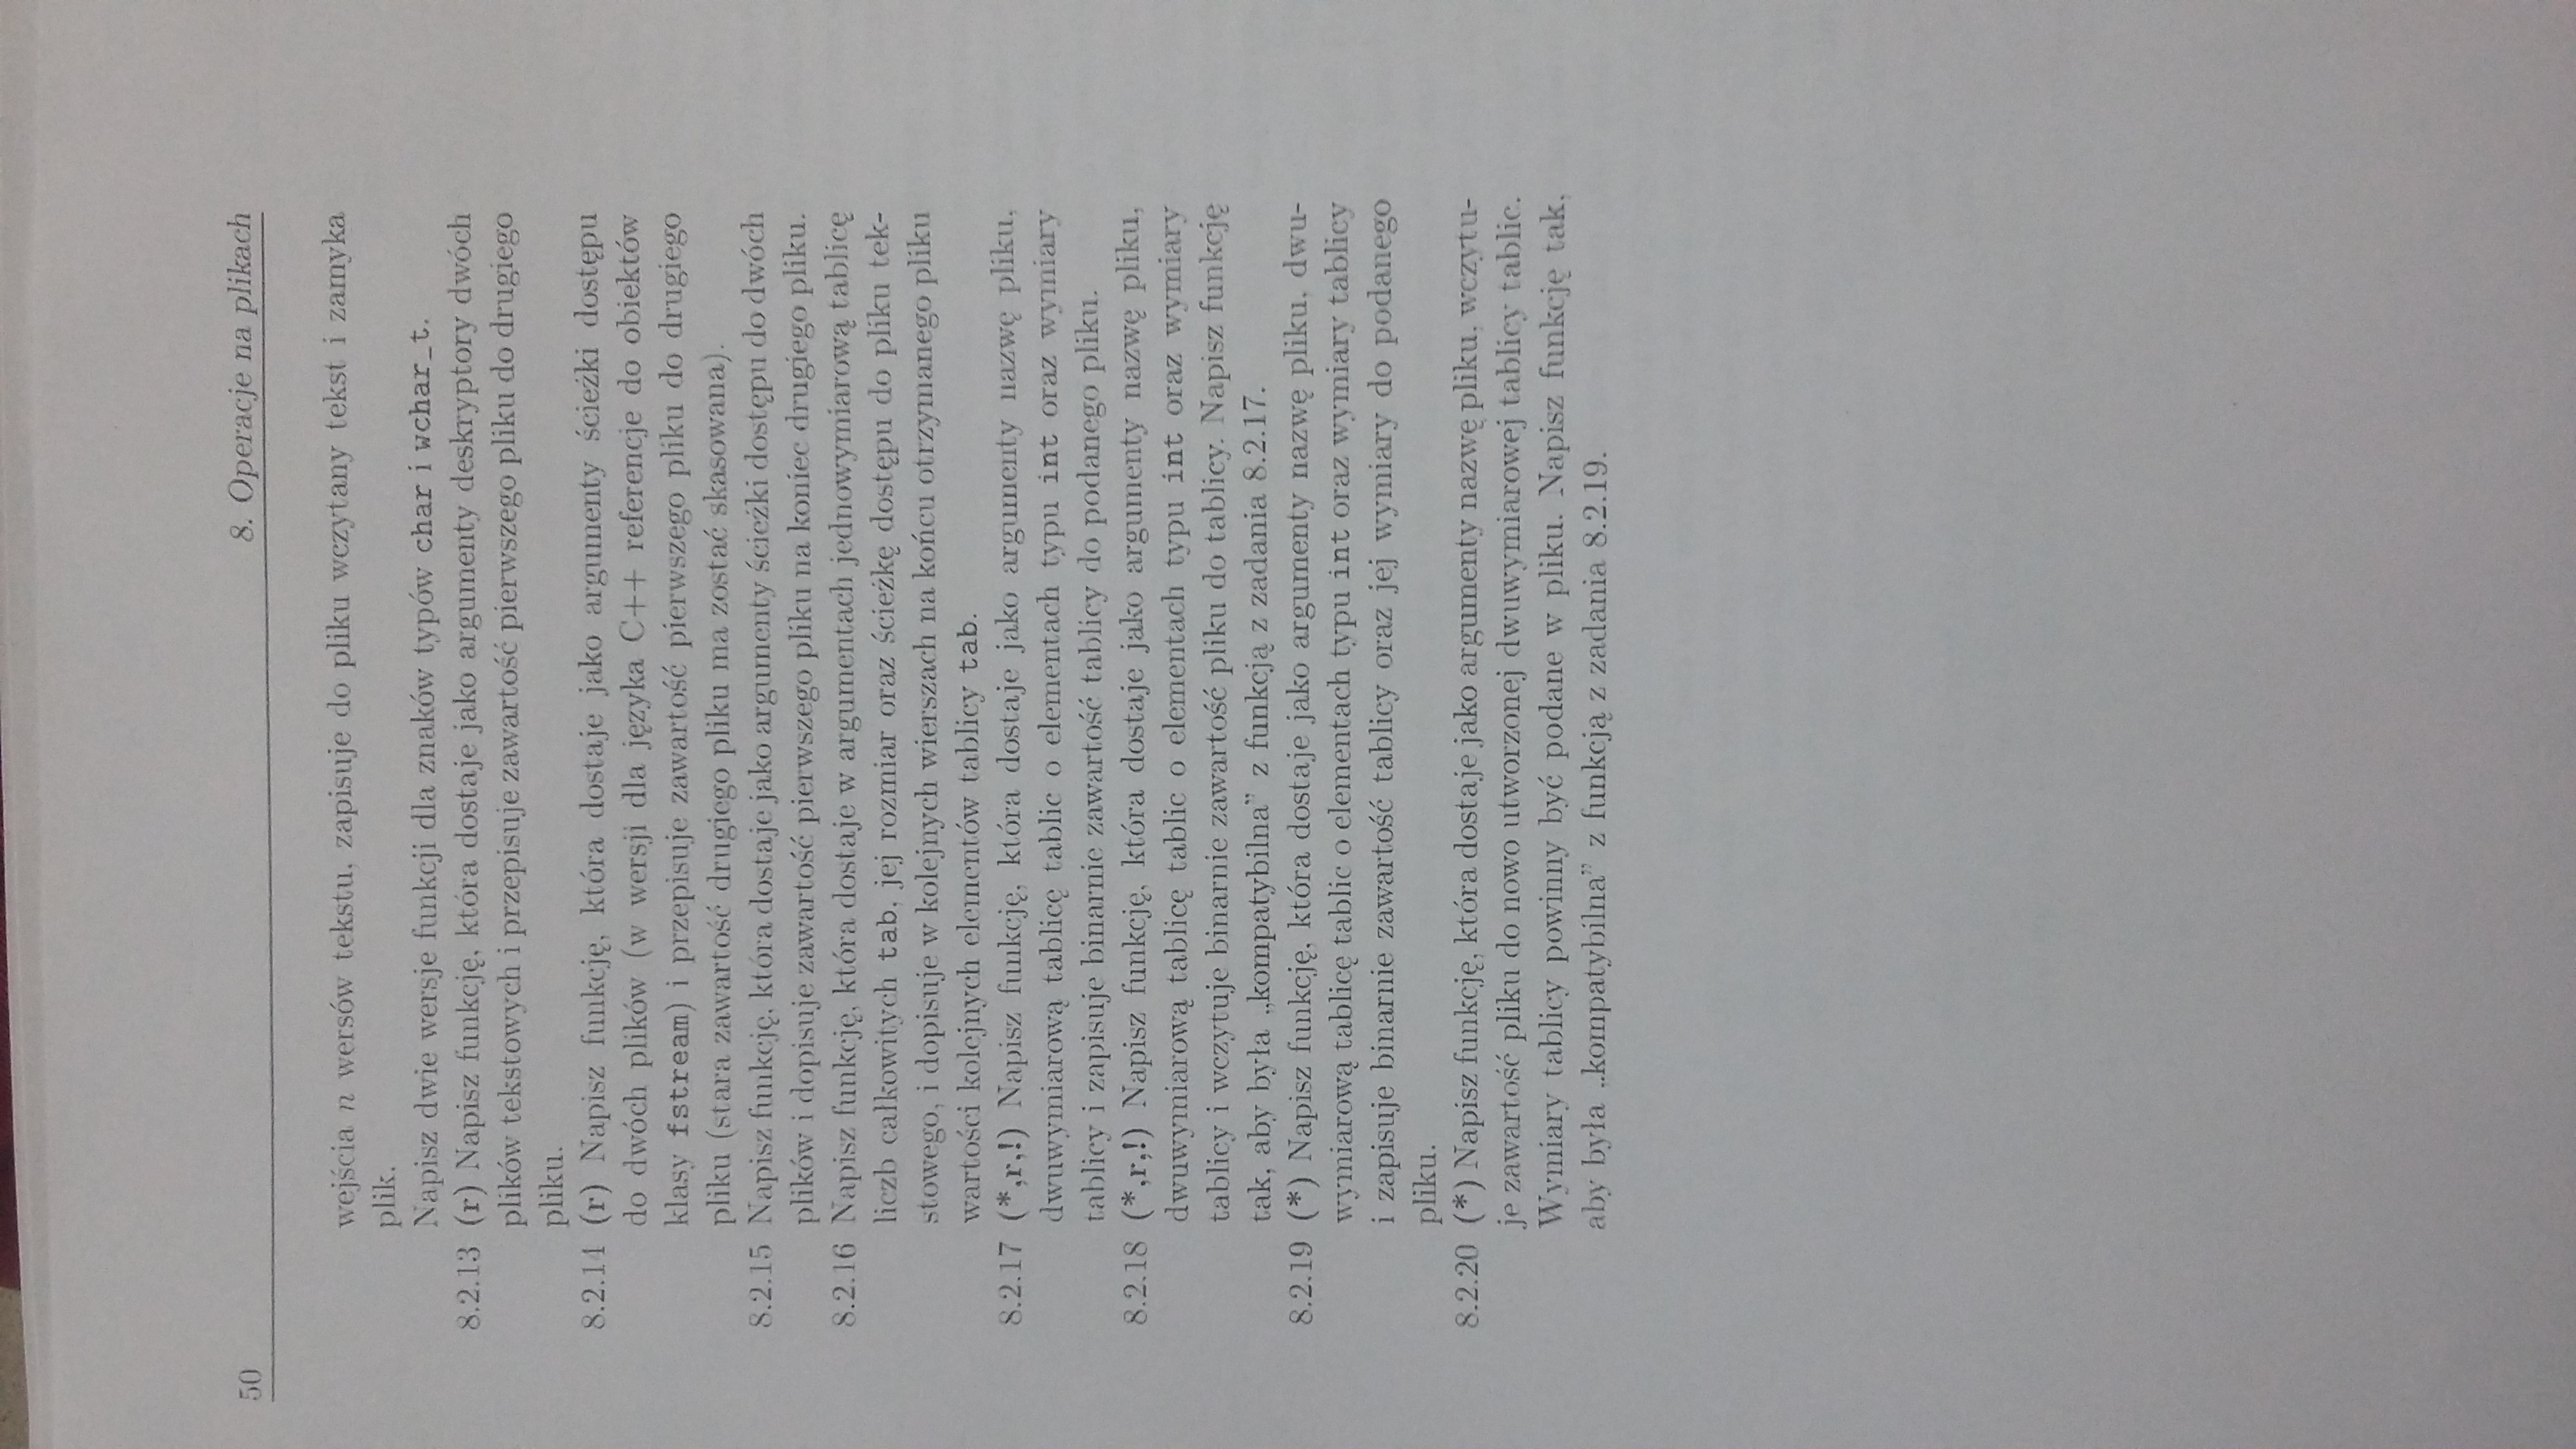 50
8. Operacje na plikach
wejścia n wersów tekstu, zapisuje do pliku wczytany tekst i zamyka
plik.
Napisz dwie wersje funkcji dla znaków typów char i wchar_t.
8.2.13 (r) Napisz funkcję, która dostaje jako argumenty deskryptory dwóch
plików tekstowych i przepisuje zawartość pierwszego pliku do drugiego
pliku.
8.2.14 (r) Napisz funkcję, która dostaje jako argumenty ścieżki dostępu
do dwóch plików (w wersji dla języka C++ referencje do obiektów
klasy fstream) i przepisuje zawartość pierwszego pliku do drugiego
pliku (stara zawartość drugiego pliku ma zostać skasowana).
8.2.15 Napisz funkcję, która dostaje jako argumenty ścieżki dostępu do dwóch
plików i dopisuje zawartość pierwszego pliku na koniec drugiego pliku.
8.2.16 Napisz funkcję, która dostaje w argumentach jednowymiarową tablicę
liczb całkowitych tab, jej rozmiar oraz ścieżkę dostępu do pliku tek-
stowego, i dopisuje w kolejnych wierszach na końcu otrzymanego pliku
wartości kolejnych elementów tablicy tab.
8.2.17 (*,r,!) Napisz funkcję, która dostaje jako argumenty nazwę pliku,
dwuwymiarową tablicę tablic o elementach typu int oraz wymiary
tablicy i zapisuje binarnie zawartość tablicy do podanego pliku.
8.2.18 (*,r,!) Napisz funkcję, która dostaje jako argumenty nazwę pliku,
dwuwymiarową tablicę tablic o elementach typu int oraz wymiary
tablicy i wczytuje binarnie zawartość pliku do tablicy. Napisz funkcję
tak, aby była „kompatybilna” z funkcją z zadania 8.2.17.
8.2.19 (*) Napisz funkcję, która dostaje jako argumenty nazwę pliku, dwu-
wymiarową tablicę tablic o elementach typu int oraz wymiary tablicy
i zapisuje binarnie zawartość tablicy oraz jej wymiary do podanego
pliku.
8.2.20 (*) Napisz funkcję, która dostaje jako argumenty nazwę pliku, wczytu-
je zawartość pliku do nowo utworzonej dwuwymiarowej tablicy tablic.
Wymiary tablicy powinny być podane w pliku. Napisz funkcję tak,
aby była „kompatybilna” z funkcją z zadania 8.2.19.